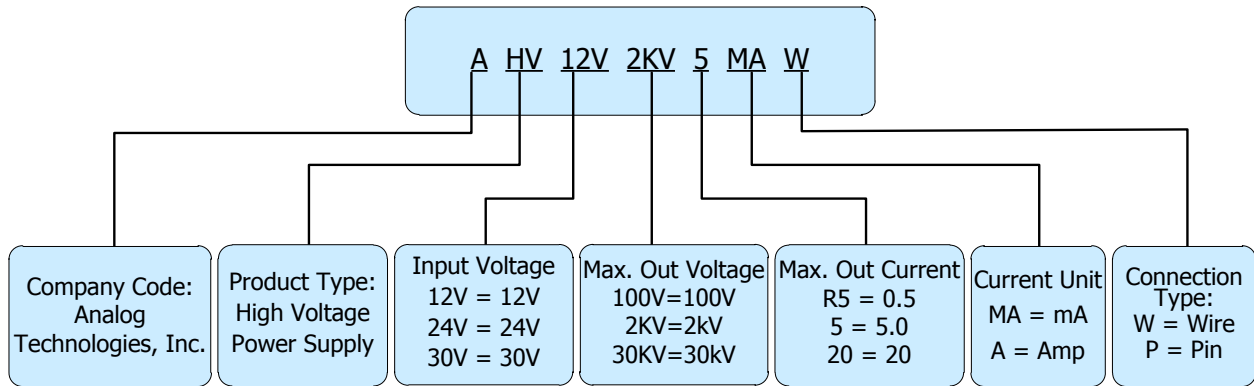 A HV 12V 2KV 5 MA W
Company Code:
Analog
Technologies, Inc.
Product Type:
High Voltage
Power Supply
Input Voltage
12V = 12V
24V = 24V
30V = 30V
Max. Out Voltage
100V=100V
2KV=2kV
30KV=30kV
Max. Out Current
R5 = 0.5
5 = 5.0
20 = 20
Current Unit
MA = mA
A = Amp
Connection
Type:
W = Wire
P = Pin